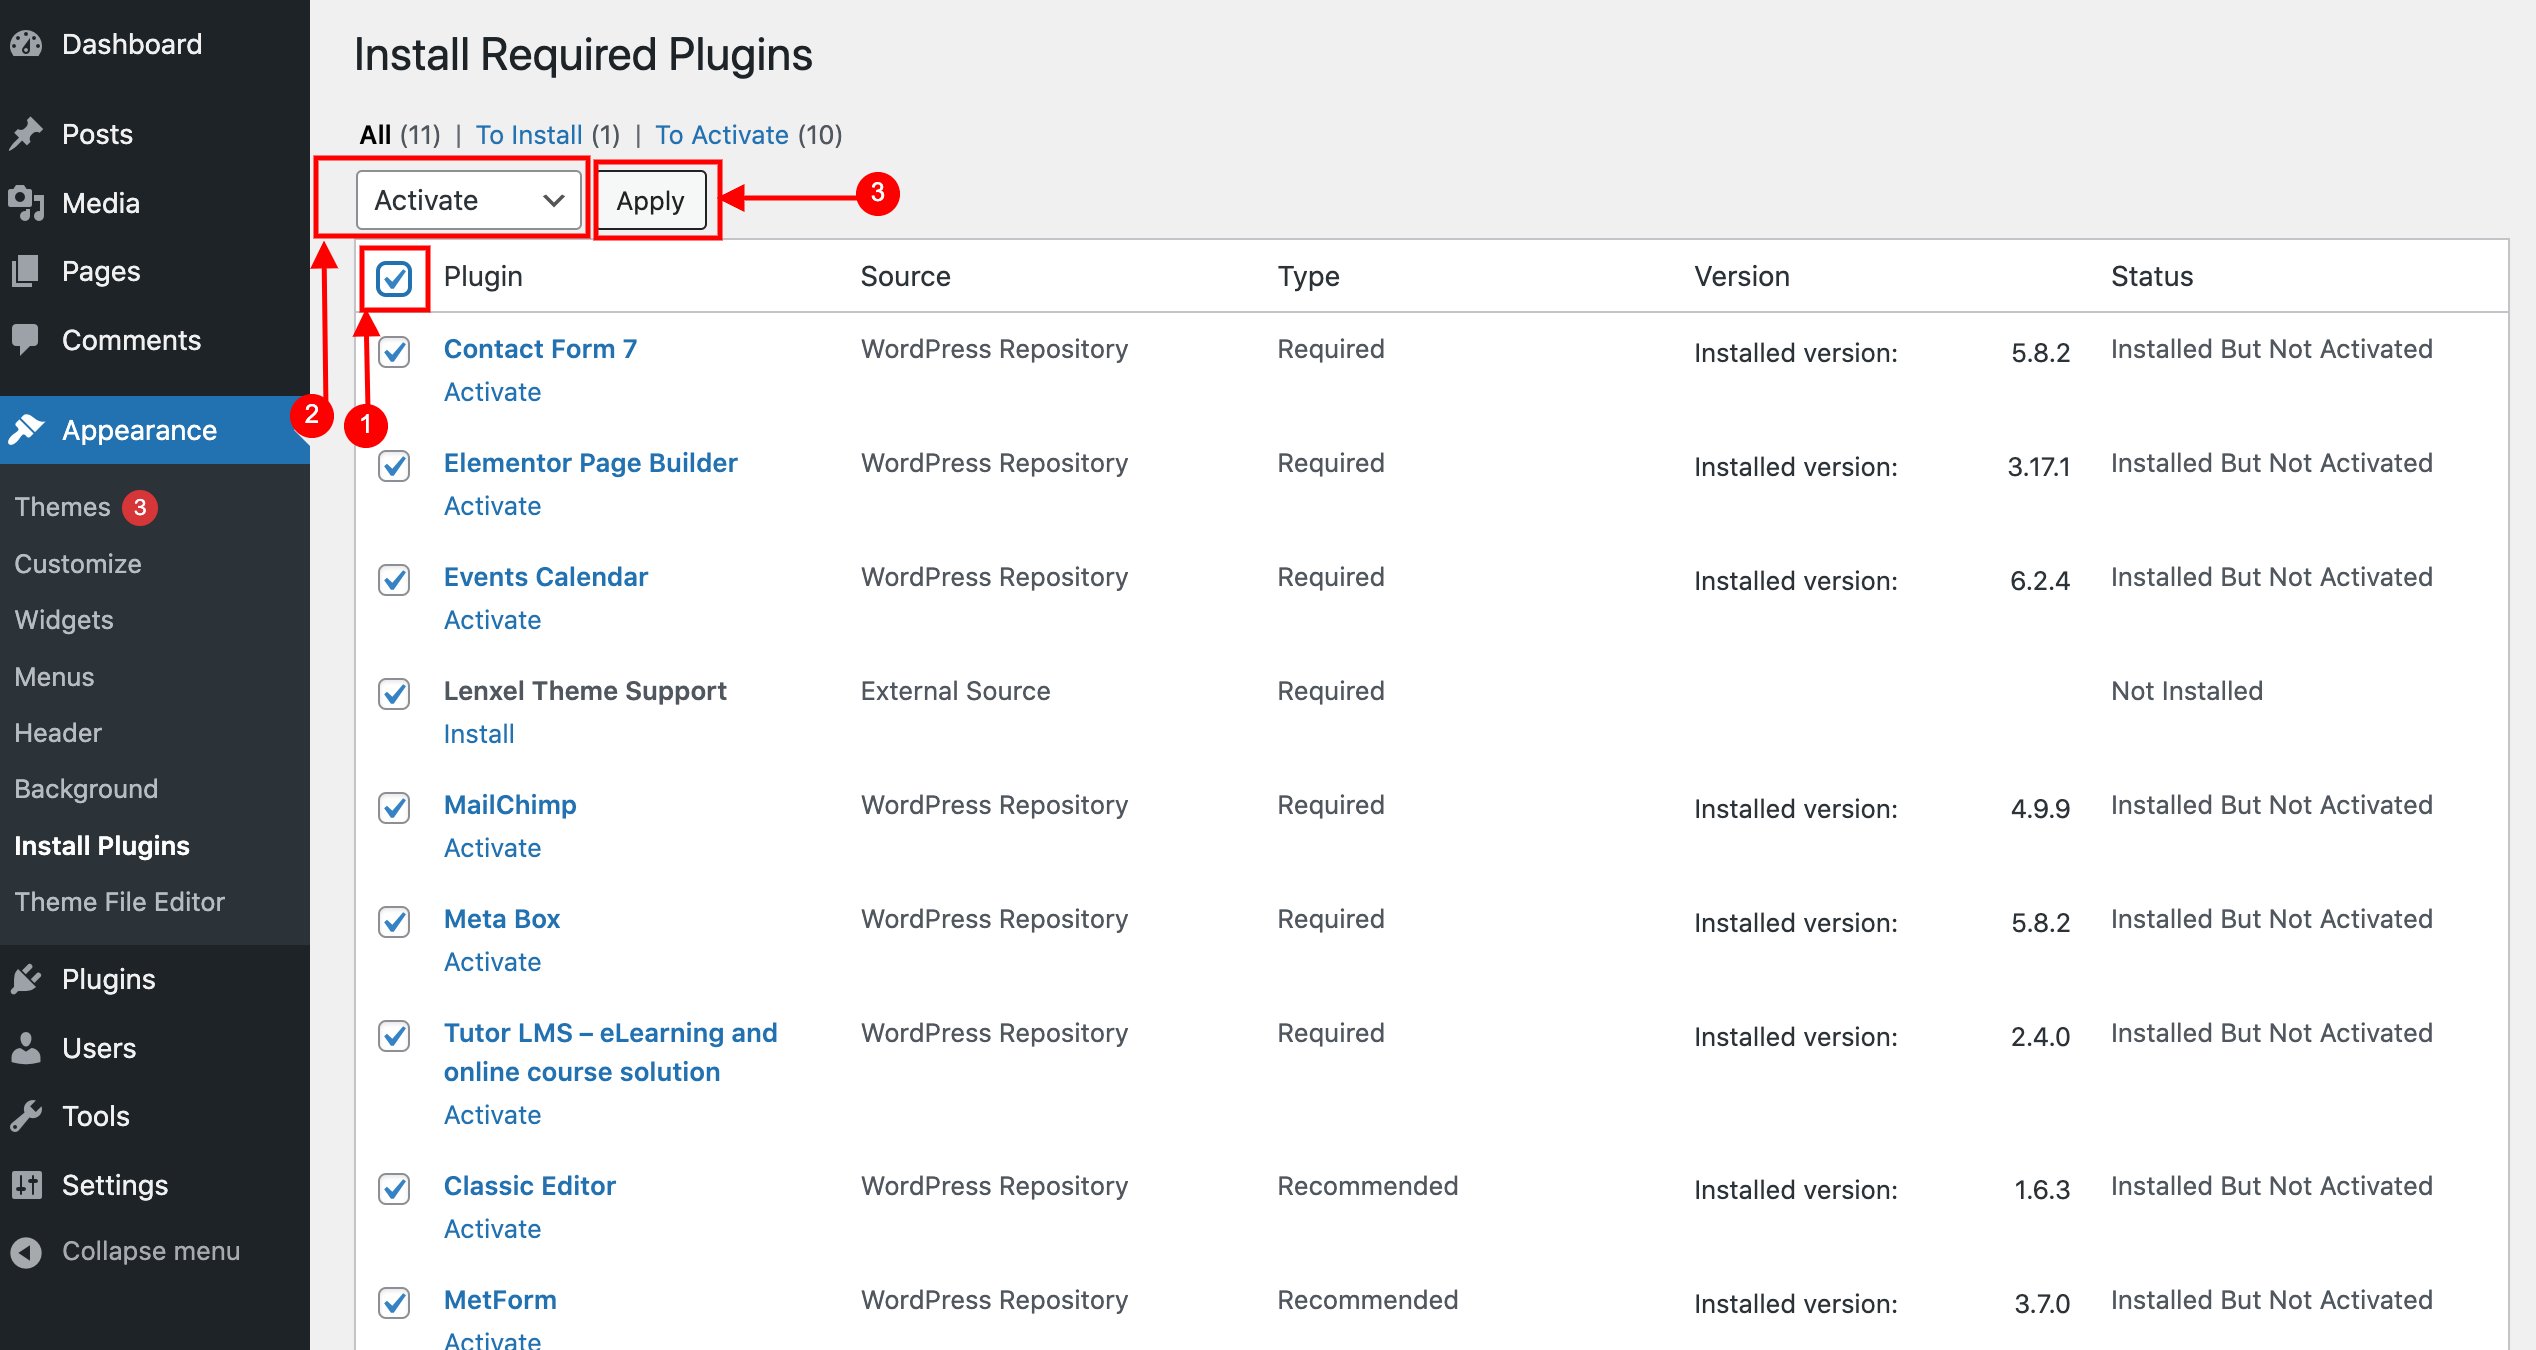 Dashboard
Posts
Media
Pages
Comments
Appearance
Themes 3
Customize
Widgets
Menus
Header
Background
Install Plugins
Theme File Editor
Plugins
Users
Tools
Settings
Collapse menu
Install Required Plugins
All (11) | To Install (1) | To Activate (10)
Activate Apply 3
2 1
Plugin Source Type Version Status
Contact Form 7 WordPress Repository Required Installed version: 5.8.2 Installed But Not Activated
Activate
Elementor Page Builder WordPress Repository Required Installed version: 3.17.1 Installed But Not Activated
Activate
Events Calendar WordPress Repository Required Installed version: 6.2.4 Installed But Not Activated
Activate
Lenxel Theme Support External Source Required Not Installed
Install
MailChimp WordPress Repository Required Installed version: 4.9.9 Installed But Not Activated
Activate
Meta Box WordPress Repository Required Installed version: 5.8.2 Installed But Not Activated
Activate
Tutor LMS – eLearning and WordPress Repository Required Installed version: 2.4.0 Installed But Not Activated
online course solution
Activate
Classic Editor WordPress Repository Recommended Installed version: 1.6.3 Installed But Not Activated
Activate
MetForm WordPress Repository Recommended Installed version: 3.7.0 Installed But Not Activated
Activate